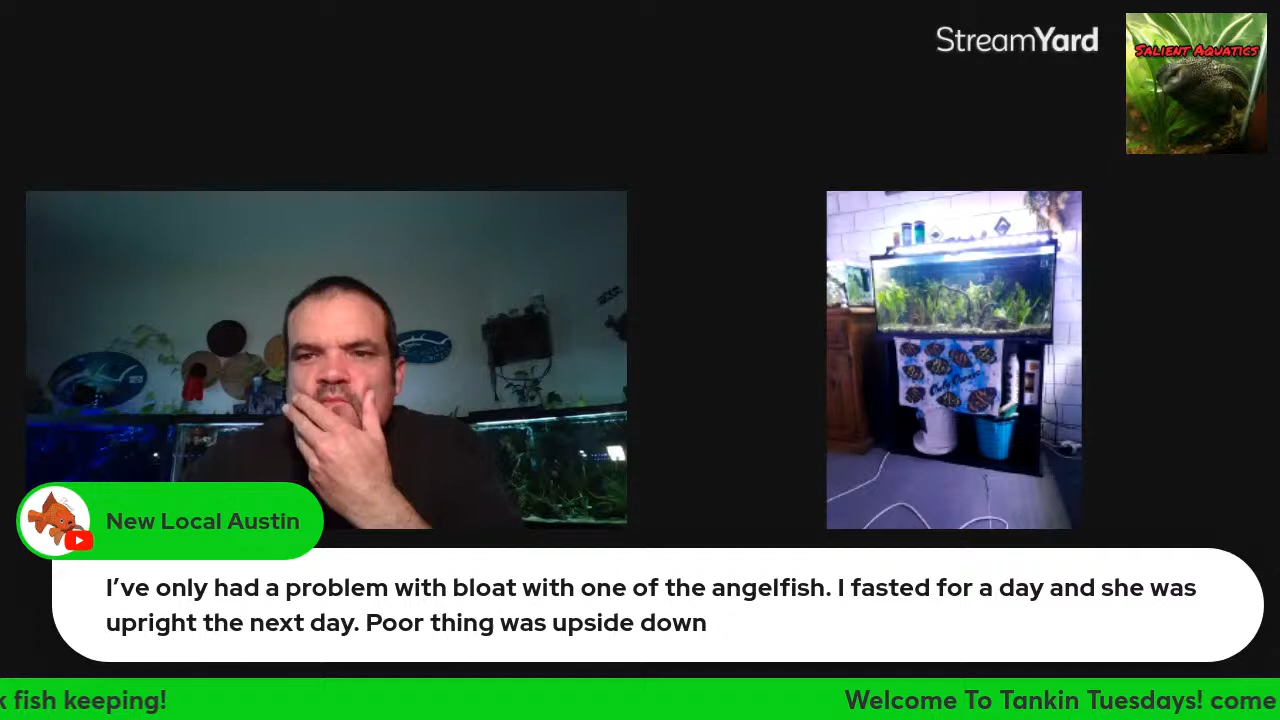 StreamYard
SALIENT AQUATICS
New Local Austin
I’ve only had a problem with bloat with one of the angelfish. I fasted for a day and she was
upright the next day. Poor thing was upside down
k fish keeping!
Welcome To Tankin Tuesdays! come